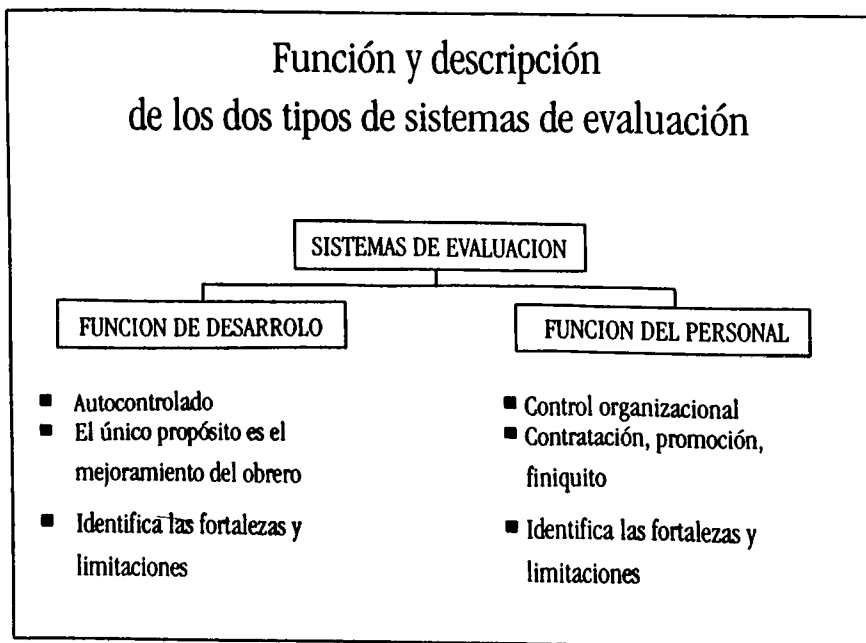 Función y descripción
de los dos tipos de sistemas de evaluación
SISTEMAS DE EVALUACION
FUNCION DE DESARROLO
■ Autocontrolado
■ El único propósito es el
mejoramiento del obrero
■ Identifica las fortalezas y
limitaciones
FUNCION DEL PERSONAL
■ Control organizacional
■ Contratación, promoción,
finiquito
■ Identifica las fortalezas y
limitaciones